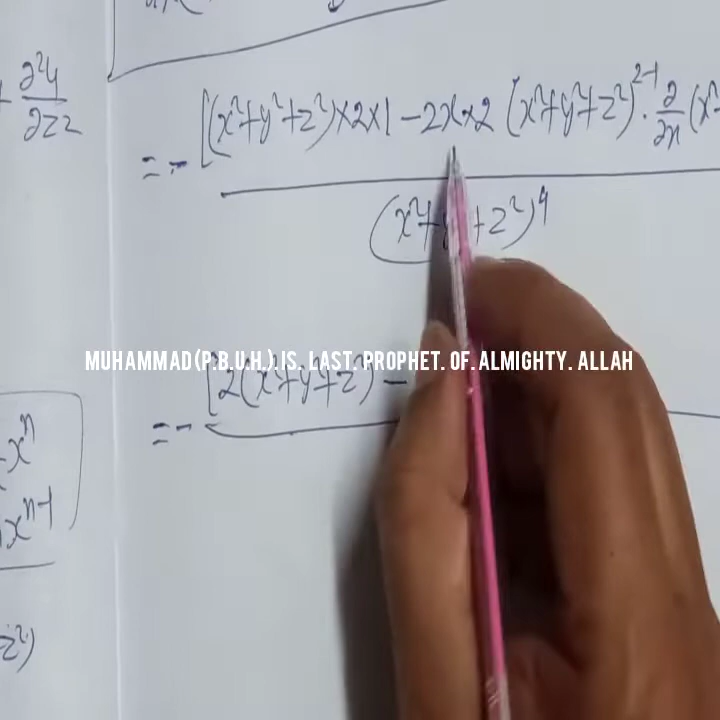 + ∂²y/∂z²
= - [(x²+y²+z²)×2×1 - 2x×2 (x²+y²+z²)²⁻¹ · ∂/∂x (x²
(x²+y²+z²)⁴
MUHAMMAD(P.B.U.H.).IS. LAST. PROPHET. OF. ALMIGHTY. ALLAH
= - [2(x²+y²+z²) -
xⁿ
xⁿ⁻¹
z²)